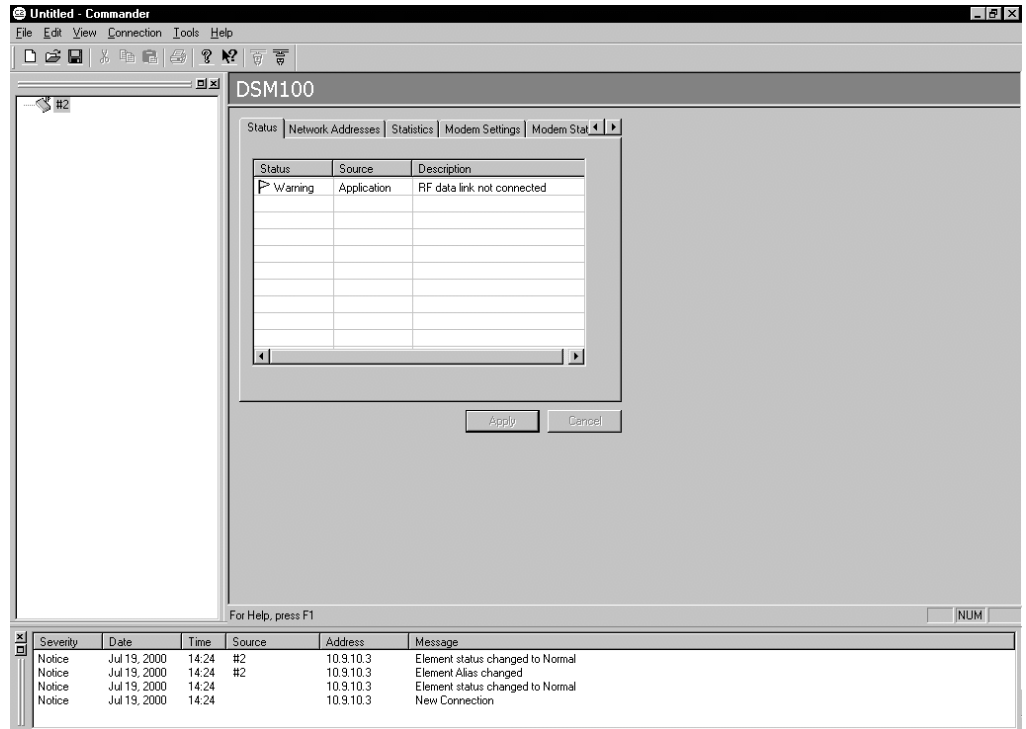 Untitled - Commander
File Edit View Connection Tools Help
#2
DSM100
Status Network Addresses Statistics Modem Settings Modem Stat
Status Source Description
Warning Application RF data link not connected
Apply Cancel
For Help, press F1 NUM
Severity Date Time Source Address Message
Notice Jul 19, 2000 14:24 #2 10.9.10.3 Element status changed to Normal
Notice Jul 19, 2000 14:24 #2 10.9.10.3 Element Alias changed
Notice Jul 19, 2000 14:24 10.9.10.3 Element status changed to Normal
Notice Jul 19, 2000 14:24 10.9.10.3 New Connection